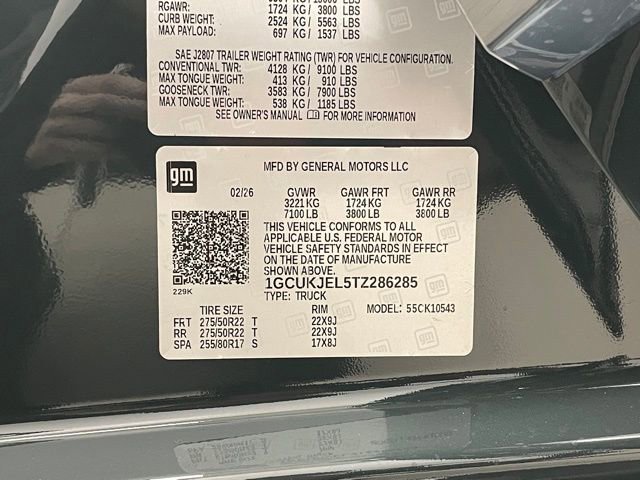 RGAWR: 1724 KG/ 3800 LBS
CURB WEIGHT: 2524 KG/ 5563 LBS
MAX PAYLOAD: 697 KG/ 1537 LBS
SAE J2807 TRAILER WEIGHT RATING (TWR) FOR VEHICLE CONFIGURATION.
CONVENTIONAL TWR: 4128 KG/ 9100 LBS
MAX TONGUE WEIGHT: 413 KG/ 910 LBS
GOOSENECK TWR: 3583 KG/ 7900 LBS
MAX TONGUE WEIGHT: 538 KG/ 1185 LBS
SEE OWNER'S MANUAL FOR MORE INFORMATION
gm
MFD BY GENERAL MOTORS LLC
02/26 GVWR GAWR FRT GAWR RR
3221 KG 1724 KG 1724 KG
7100 LB 3800 LB 3800 LB
THIS VEHICLE CONFORMS TO ALL
APPLICABLE U.S. FEDERAL MOTOR
VEHICLE SAFETY STANDARDS IN EFFECT
ON THE DATE OF MANUFACTURE
SHOWN ABOVE.
1GCUKJEL5TZ286285
229K
TYPE: TRUCK
TIRE SIZE RIM MODEL: 55CK10543
FRT 275/50R22 T 22X9J
RR 275/50R22 T 22X9J
SPA 255/80R17 S 17X8J